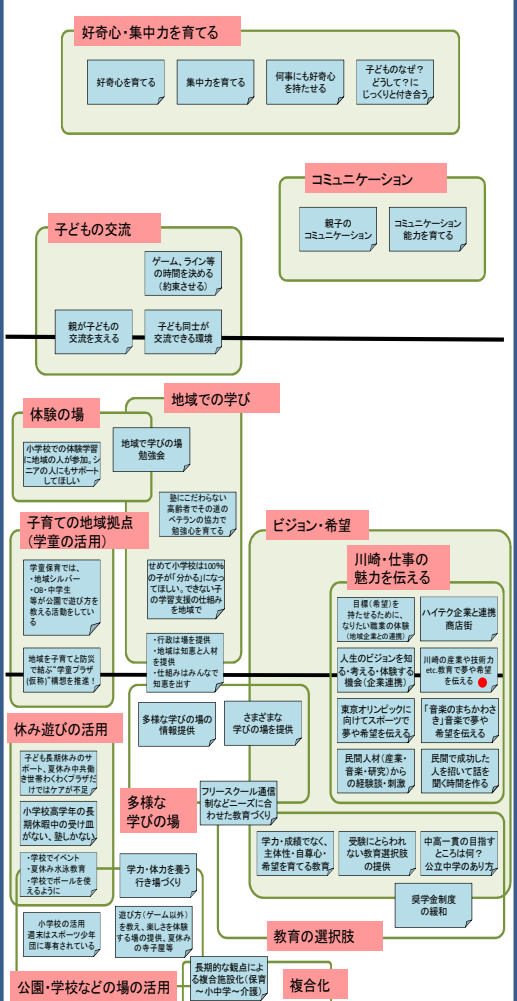 好奇心・集中力を育てる
好奇心を育てる
集中力を育てる
何事にも好奇心
を持たせる
子どものなぜ？
どうして？に
じっくりと付き合う
コミュニケーション
親子の
コミュニケーション
コミュニケーション
能力を育てる
子どもの交流
ゲーム、ライン等
の時間を決める
（約束させる）
親が子どもの
交流を支える
子ども同士が
交流できる環境
地域での学び
体験の場
小学校での体験学習
に地域の人が参加。シ
ニアの人にもサポート
してほしい
地域で学びの場
勉強会
塾にこだわらない
高齢者でその道の
ベテランの協力で
勉強心を育てる
子育ての地域拠点
（学童の活用）
学童保育では、
・地域シルバー
・OB・中学生
等が公園で遊び方を
教える活動をしてい
る
せめて小学校は100％
の子が「分かる」になっ
てほしい。できない子
の学習支援の仕組み
を地域で
地域を子育てと防災
で結ぶ“学童プラザ
（仮称）”構想を推進！
・行政は場を提供
・地域は知恵と人材
を提供
・仕組みはみんなで
知恵を出す
ビジョン・希望
川崎・仕事の
魅力を伝える
目標（希望）を
持たせるために、
なりたい職業の体験
（地域企業との連携）
ハイテク企業と連携
商店街
人生のビジョンを知
る・考える・体験する
機会（企業連携）
川崎の産業や技術力
etc.教育で夢や希望
を伝える
東京オリンピックに
向けてスポーツで
夢や希望を伝える
「音楽のまちかわさ
き」音楽で夢や
希望を伝える
民間人材（産業・
音楽・研究）から
の経験談・刺激
民間で成功した
人を招いて話を
聞く時間を作る
休み遊びの活用
子ども長期休みのサ
ポート、夏休み中共働
き世帯わくわくプラザだ
けではケアが不足
小学校高学年の長
期休暇中の受け皿
がない、塾しかない
・学校でイベント
・夏休み水泳教育
・学校でボールを使
えるように
小学校の活用
週末はスポーツ少年
団に専有されている
多様な学びの場の
情報提供
さまざまな
学びの場を提供
多様な
学びの場
フリースクール通信
制などニーズに合
わせた教育づくり
学力・体力を養う
行き場づくり
遊び方（ゲーム以外）
を教え、楽しさを体験
する場の提供、夏休み
の寺子屋等
学力・成績でなく、
主体性・自尊心・
希望を育てる教育
受験にとらわれ
ない教育選択肢
の提供
中高一貫の目指す
ところは何？
公立中学のあり方
奨学金制度
の緩和
教育の選択肢
公園・学校などの場の活用
長期的な観点によ
る複合施設化（保育
～小中学～介護）
複合化